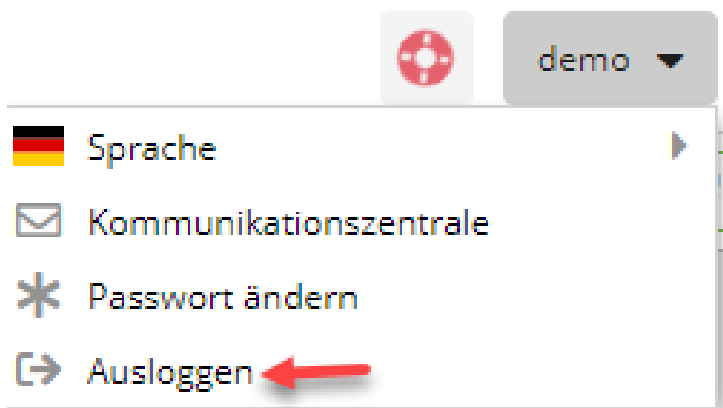 demo
Sprache
Kommunikationszentrale
Passwort ändern
Ausloggen